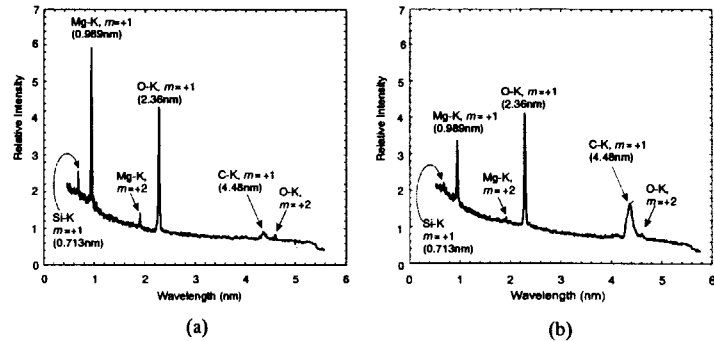 Mg-K, m=+1
(0.989nm)
O-K, m=+1
(2.36nm)
Mg-K,
m=+2
C-K, m=+1
(4.48nm)
O-K,
m=+2
Si-K
m=+1
(0.713nm)
Relative Intensity
7
6
5
4
3
2
1
0
0 1 2 3 4 5 6
Wavelength (nm)
(a)
O-K, m=+1
(2.36nm)
Mg-K, m=+1
(0.989nm)
C-K, m=+1
(4.48nm)
Mg-K,
m=+2
O-K,
m=+2
Si-K
m=+1
(0.713nm)
Relative Intensity
7
6
5
4
3
2
1
0
0 1 2 3 4 5 6
Wavelength (nm)
(b)